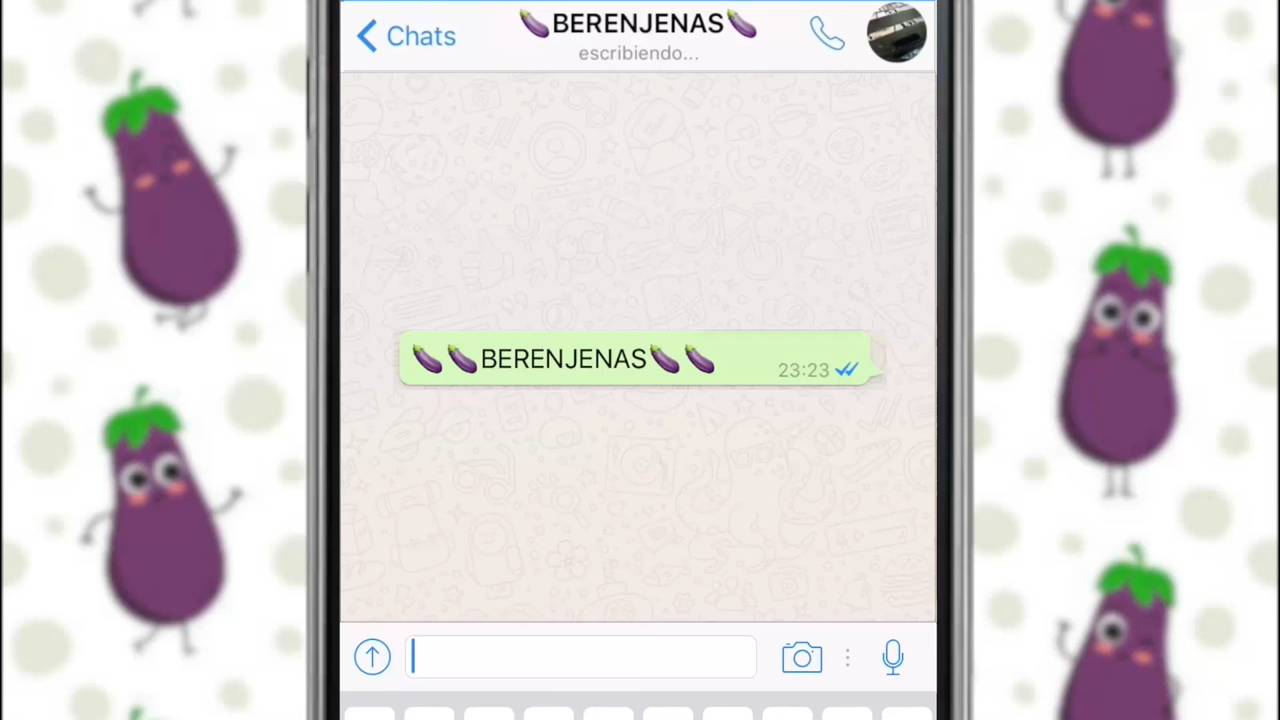 Chats
🍆BERENJENAS🍆
escribiendo...
🍆🍆BERENJENAS🍆🍆
23:23